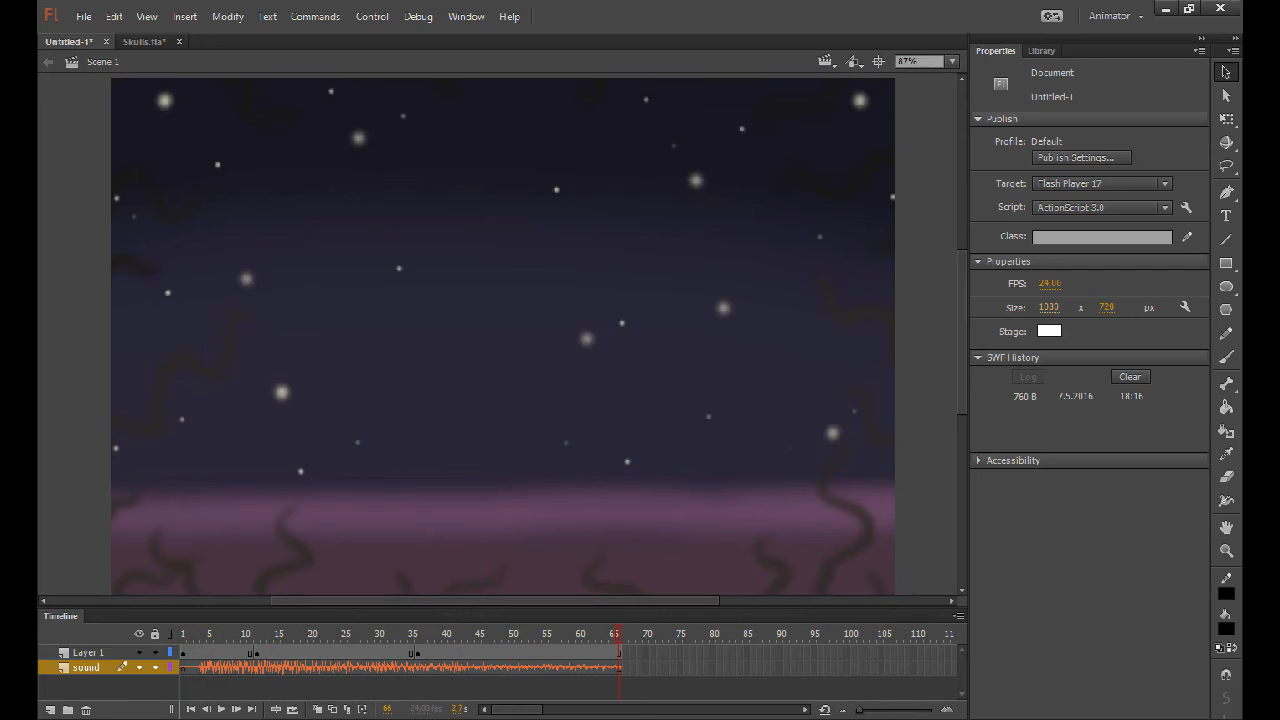 Fl File Edit View Insert Modify Text Commands Control Debug Window Help Animator
Untitled-1* × Skulls.fla* ×
Scene 1 87%
Properties Library
Document
Untitled-1
Publish
Profile: Default
Publish Settings...
Target: Flash Player 17
Script: ActionScript 3.0
Class:
Properties
FPS: 24.00
Size: 1080 x 720 px
Stage:
SWF History
Log Clear
760 B 7.5.2016 18:16
Accessibility
Timeline
1 5 10 15 20 25 30 35 40 45 50 55 60 65 70 75 80 85 90 95 100 105 11
Layer 1
sound
66 24.00 fps 2.7 s